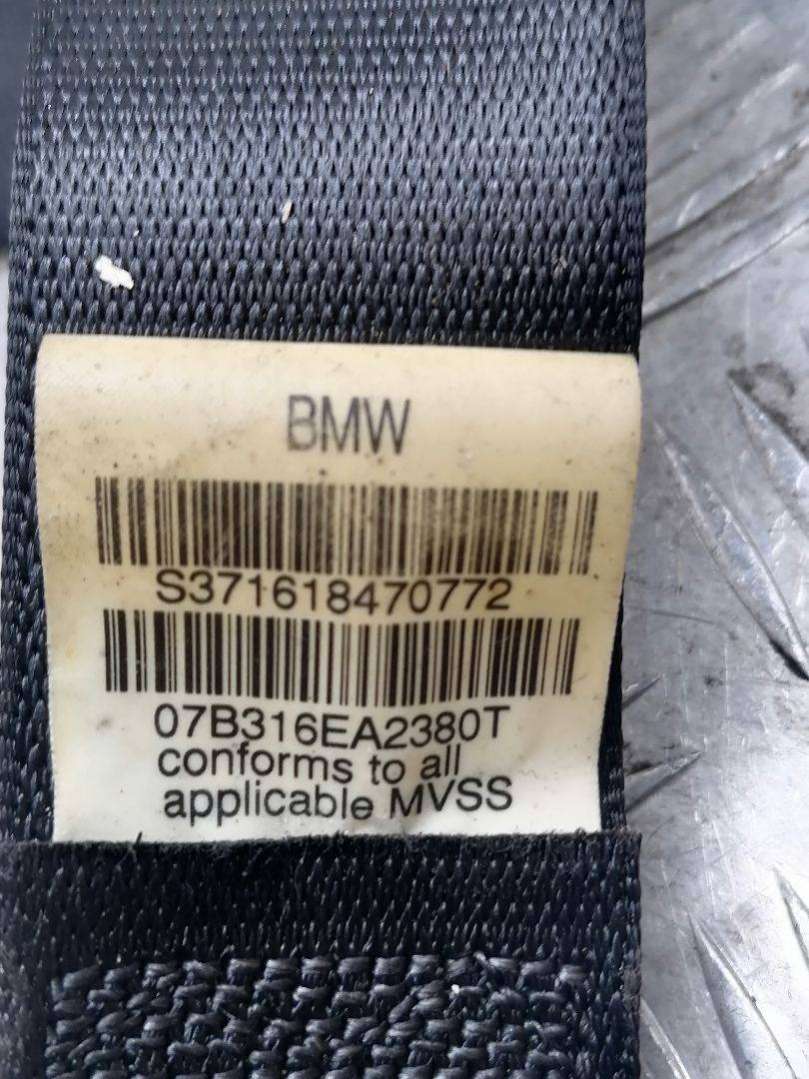 BMW
S371618470772
07B316EA2380T
conforms to all
applicable MVSS